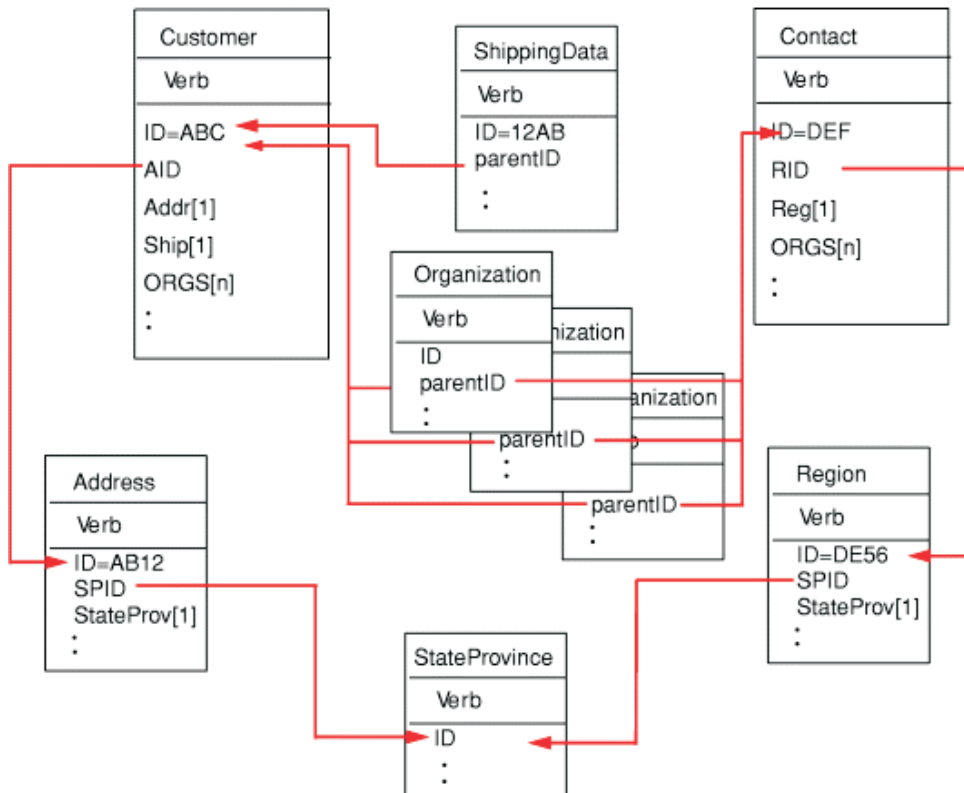 Customer
Verb
ID=ABC
AID
Addr[1]
Ship[1]
ORGS[n]
:
ShippingData
Verb
ID=12AB
parentID
:
Contact
Verb
ID=DEF
RID
Reg[1]
ORGS[n]
:
Organization
Verb
ID
parentID
:
nization
parentID
:
anization
parentID
:
Address
Verb
ID=AB12
SPID
StateProv[1]
:
Region
Verb
ID=DE56
SPID
StateProv[1]
:
StateProvince
Verb
ID
: